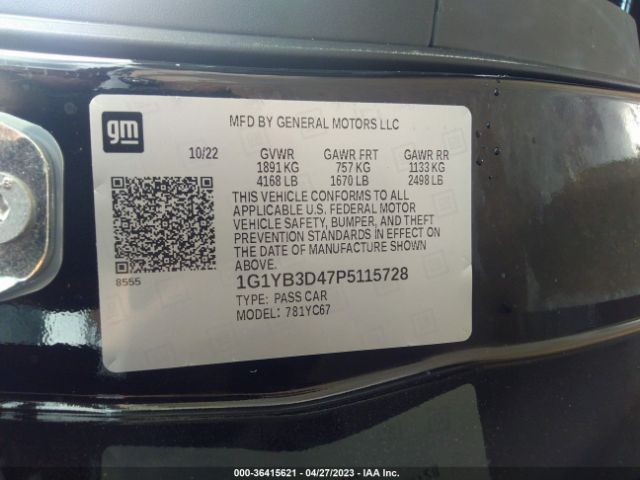 gm
MFD BY GENERAL MOTORS LLC
10/22 GVWR GAWR FRT GAWR RR
1891 KG 757 KG 1133 KG
4168 LB 1670 LB 2498 LB
THIS VEHICLE CONFORMS TO ALL
APPLICABLE U.S. FEDERAL MOTOR
VEHICLE SAFETY, BUMPER, AND THEFT
PREVENTION STANDARDS IN EFFECT ON
THE DATE OF MANUFACTURE SHOWN
ABOVE.
8555
1G1YB3D47P5115728
TYPE: PASS CAR
MODEL: 781YC67
000-36415621 - 04/27/2023 - IAA Inc.